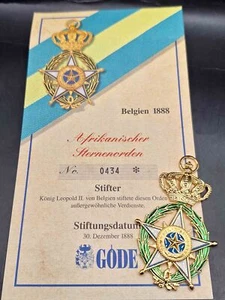 Belgien 1888
Afrikanischer
Sternenorden
No. 0434 *
Stifter
König Leopold II. von Belgien stiftete diesen Orden
außergewöhnliche Verdienste.
Stiftungsdatum
30. Dezember 1888
GÖDE